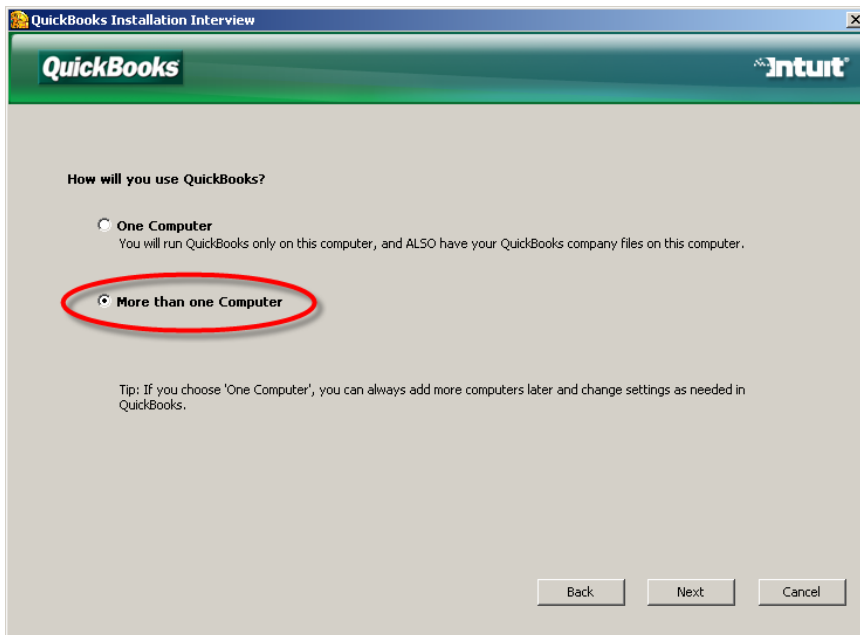 QuickBooks Installation Interview
QuickBooks
Intuit
How will you use QuickBooks?
One Computer
You will run QuickBooks only on this computer, and ALSO have your QuickBooks company files on this computer.
More than one Computer
Tip: If you choose 'One Computer', you can always add more computers later and change settings as needed in
QuickBooks.
Back
Next
Cancel